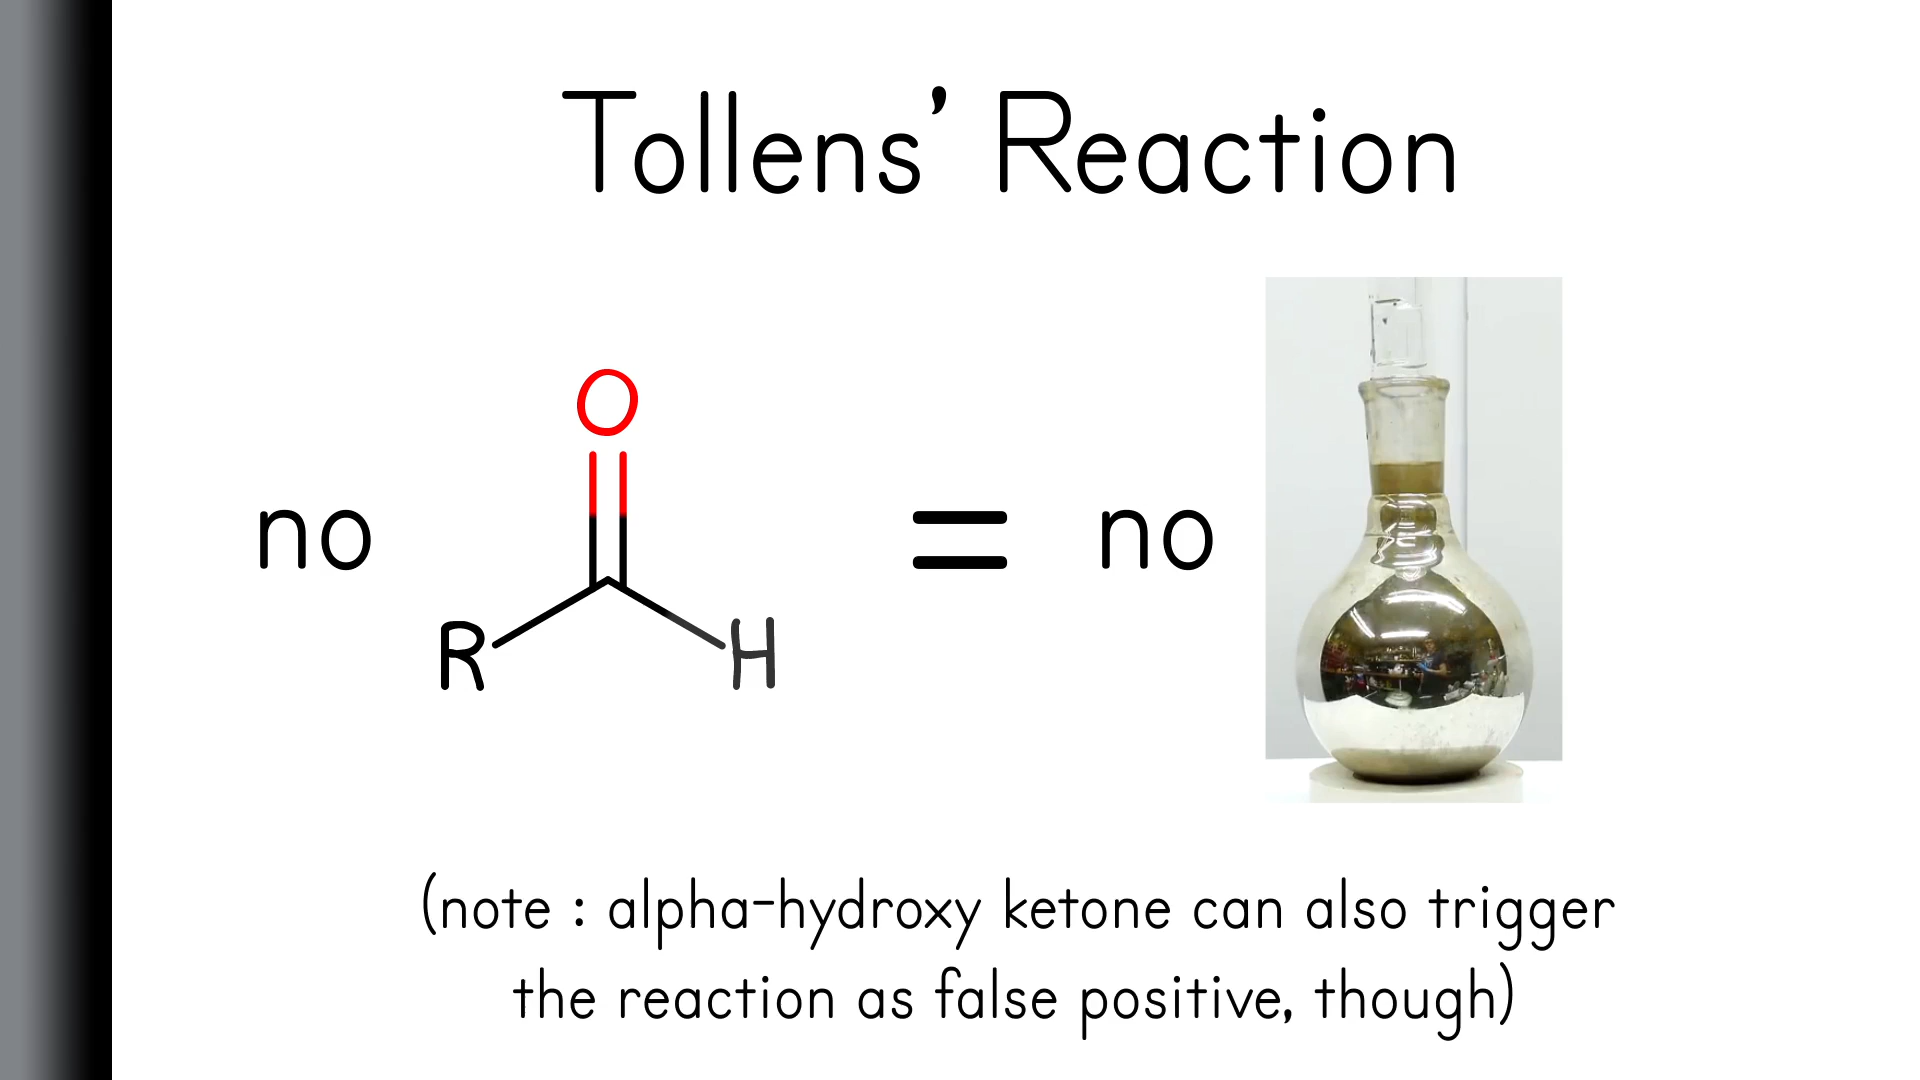 Tollens’ Reaction
O
no
=
no
R
H
(note : alpha-hydroxy ketone can also trigger
the reaction as false positive, though)